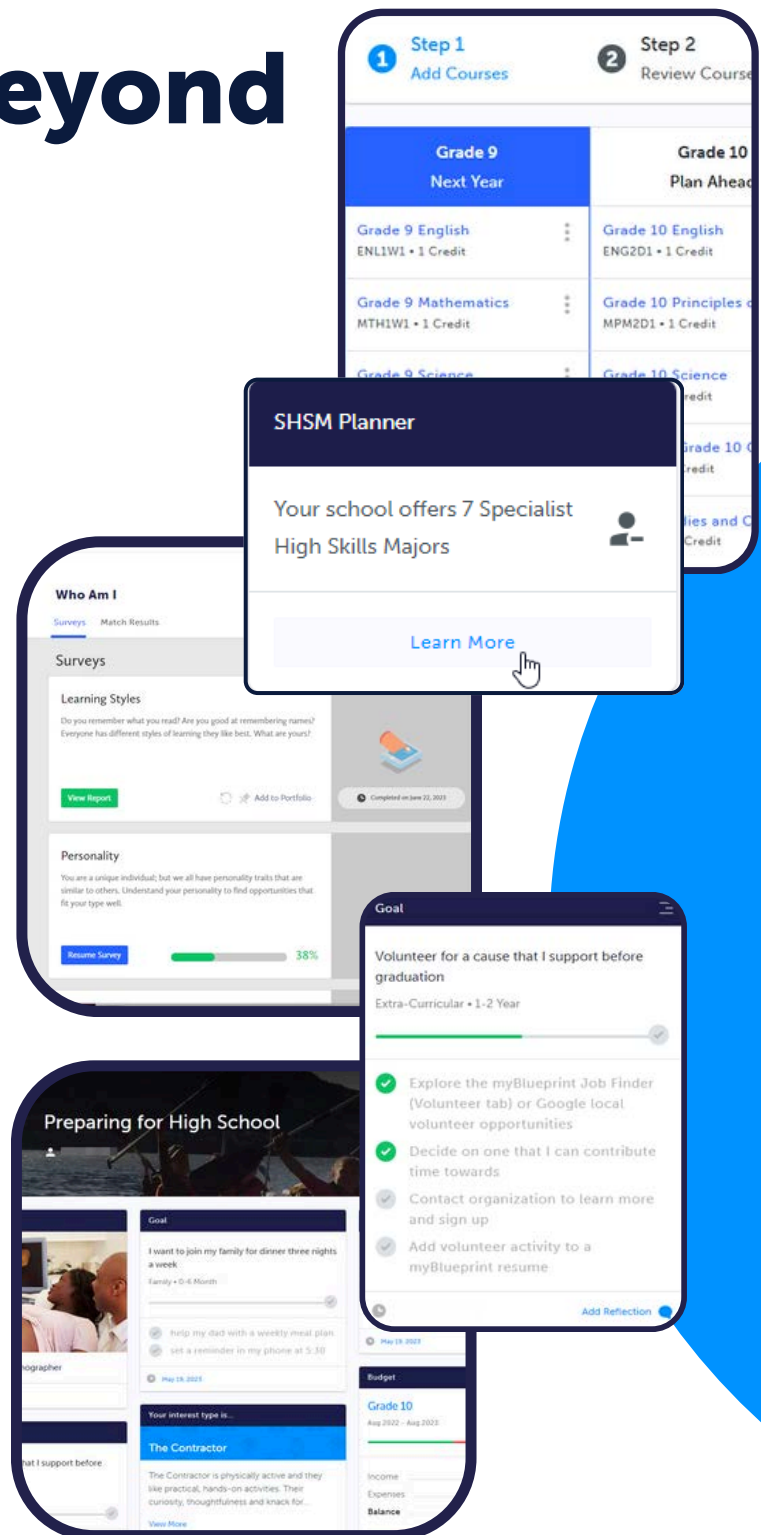 eyond
1
Step 1
Add Courses
2
Step 2
Review Course
Grade 9
Next Year
Grade 10
Plan Ahead
Grade 9 English
ENL1W1 • 1 Credit
Grade 10 English
ENG2D1 • 1 Credit
Grade 9 Mathematics
MTH1W1 • 1 Credit
Grade 10 Principles o
MPM2D1 • 1 Credit
Grade 9 Science
Grade 10 Science
redit
Grade 10
redit
lies and C
Credit
SHSM Planner
Your school offers 7 Specialist
High Skills Majors
Learn More
Who Am I
Surveys Match Results
Surveys
Learning Styles
Do you remember what you read? Are you good at remembering names?
Everyone has different styles of learning they like best. What are yours?
View Report
Add to Portfolio
Completed on June 22, 2023
Personality
You are a unique individual; but we all have personality traits that are
similar to others. Understand your personality to find opportunities that
fit your type well.
Resume Survey
38%
Goal
Volunteer for a cause that I support before
graduation
Extra-Curricular • 1-2 Year
Explore the myBlueprint Job Finder
(Volunteer tab) or Google local
volunteer opportunities
Decide on one that I can contribute
time towards
Contact organization to learn more
and sign up
Add volunteer activity to a
myBlueprint resume
Add Reflection
Preparing for High School
nographer
hat I support before
Goal
I want to join my family for dinner three nights
a week
Family • 0-6 Month
help my dad with a weekly meal plan
set a reminder in my phone at 5:30
May 19, 2023
Your interest type is...
The Contractor
The Contractor is physically active and they
like practical, hands-on activities. Their
curiosity, thoughtfulness and knack for...
View More
May 19, 2023
Budget
Grade 10
Aug 2022 - Aug 2023
Income
Expenses
Balance